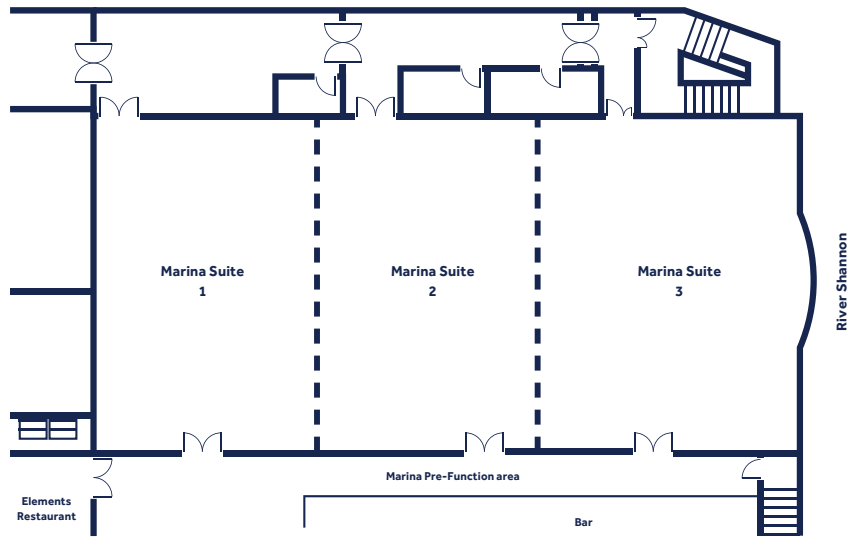 Marina Suite
1
Marina Suite
2
Marina Suite
3
River Shannon
Marina Pre-Function area
Elements
Restaurant
Bar